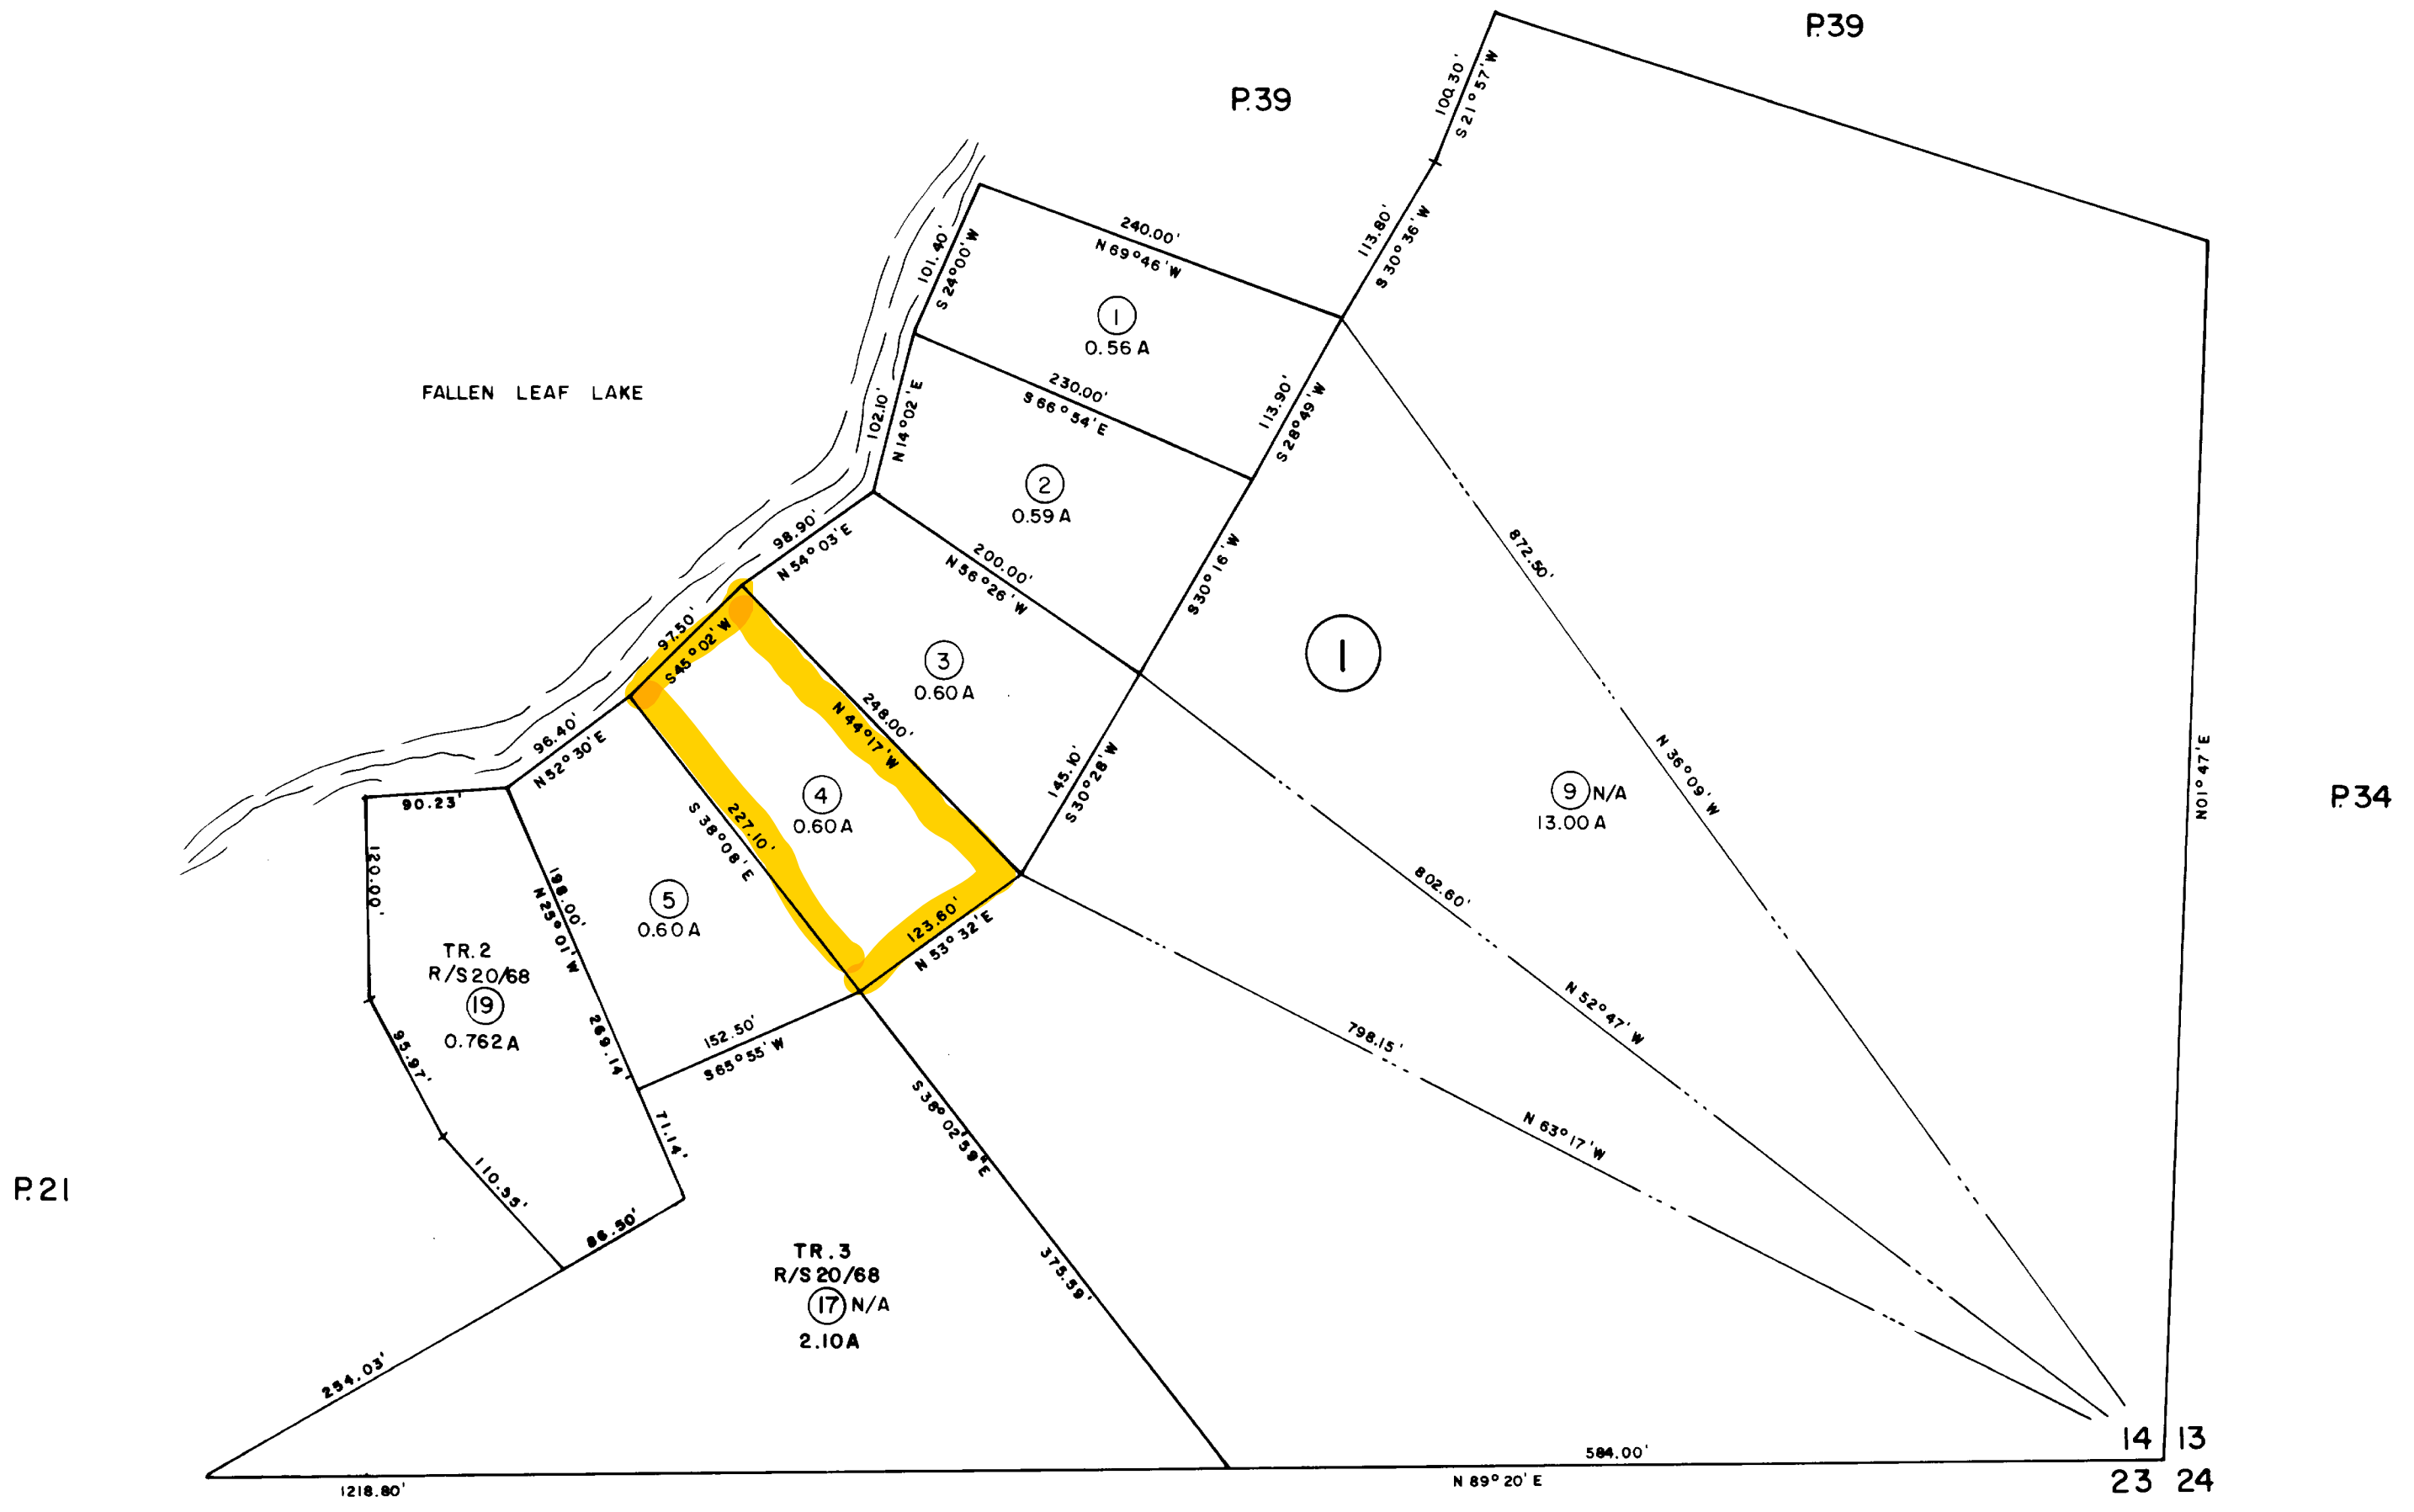 P.39
P.39
100.30'
S 21°57'W
113.80'
S 30°36'W
240.00'
N 69°46'W
101.40'
S 24°00'W
1
0.56 A
FALLEN LEAF LAKE
230.00'
S 66°54'E
102.10'
N 14°02'E
113.90'
S 28°49'W
2
0.59 A
98.90'
N 54°03'E
200.00'
N 56°26'W
S 30°16'W
872.50'
1
97.50'
S 45°02'W
3
0.60 A
248.00'
N 44°17'W
96.40'
N 52°30'E
145.10'
S 30°28'W
N 36°09'W
N 01°47'E
90.23'
4
0.60 A
227.10'
S 38°08'E
9 N/A
13.00 A
P.34
120.00'
198.00'
N 25°01'W
5
0.60 A
123.60'
N 53°32'E
802.60'
TR. 2
R/S 20/68
19
0.762 A
95.97'
269.14'
152.50'
S 65°55'W
798.15'
N 52°47'W
71.14'
S 38°02'59"E
N 63°17'W
P.21
110.95'
86.50'
TR. 3
R/S 20/68
17 N/A
2.10 A
375.59'
254.03'
14 13
584.00'
N 89°20'E
23 24
1218.80'